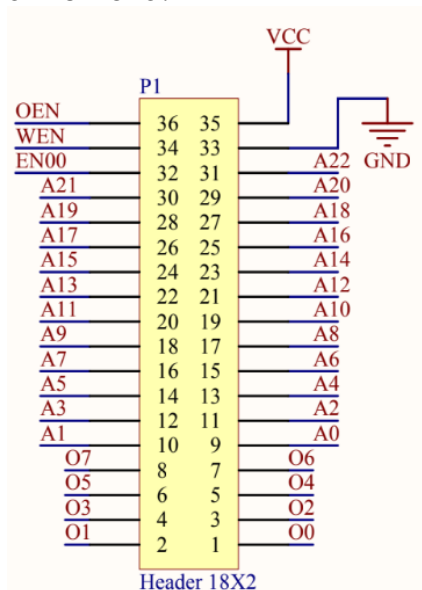 VCC
P1
OEN 36 35
WEN 34 33
EN00 32 31 A22 GND
A21 30 29 A20
A19 28 27 A18
A17 26 25 A16
A15 24 23 A14
A13 22 21 A12
A11 20 19 A10
A9 18 17 A8
A7 16 15 A6
A5 14 13 A4
A3 12 11 A2
A1 10 9 A0
O7 8 7 O6
O5 6 5 O4
O3 4 3 O2
O1 2 1 O0
Header 18X2